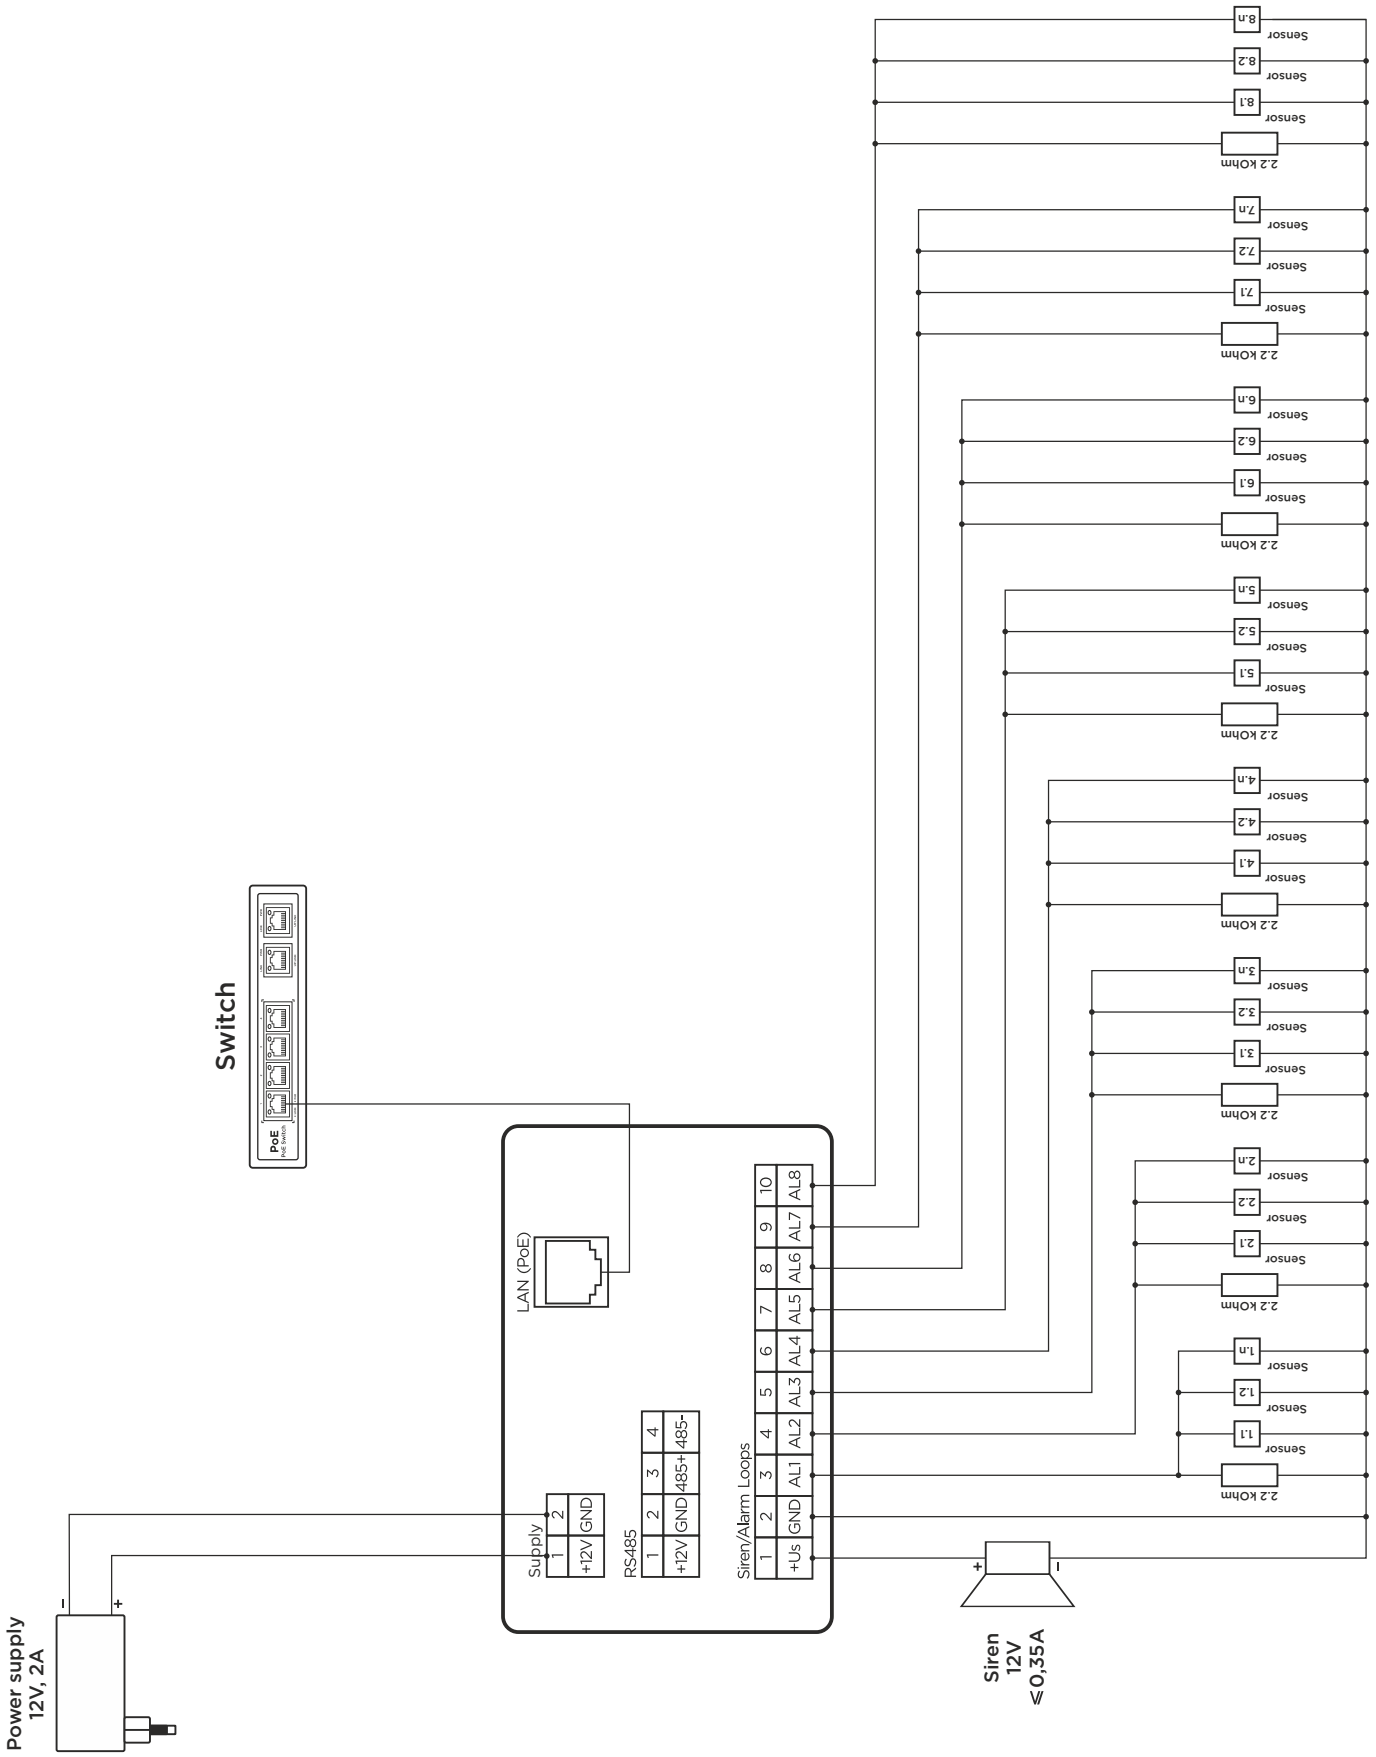 Power supply
12V, 2A
–
+
Switch
PoE
PoE Switch
LAN (PoE)
Supply
1
2
+12V
GND
RS485
1
2
3
4
+12V
GND
485+
485-
Siren/Alarm Loops
1
2
3
4
5
6
7
8
9
10
+Us
GND
AL1
AL2
AL3
AL4
AL5
AL6
AL7
AL8
+
–
Siren
12V
⩽0,35A
8.n
Sensor
8.2
Sensor
8.1
Sensor
2.2 kOhm
7.n
Sensor
7.2
Sensor
7.1
Sensor
2.2 kOhm
6.n
Sensor
6.2
Sensor
6.1
Sensor
2.2 kOhm
5.n
Sensor
5.2
Sensor
5.1
Sensor
2.2 kOhm
4.n
Sensor
4.2
Sensor
4.1
Sensor
2.2 kOhm
3.n
Sensor
3.2
Sensor
3.1
Sensor
2.2 kOhm
2.n
Sensor
2.2
Sensor
2.1
Sensor
2.2 kOhm
1.n
Sensor
1.2
Sensor
1.1
Sensor
2.2 kOhm